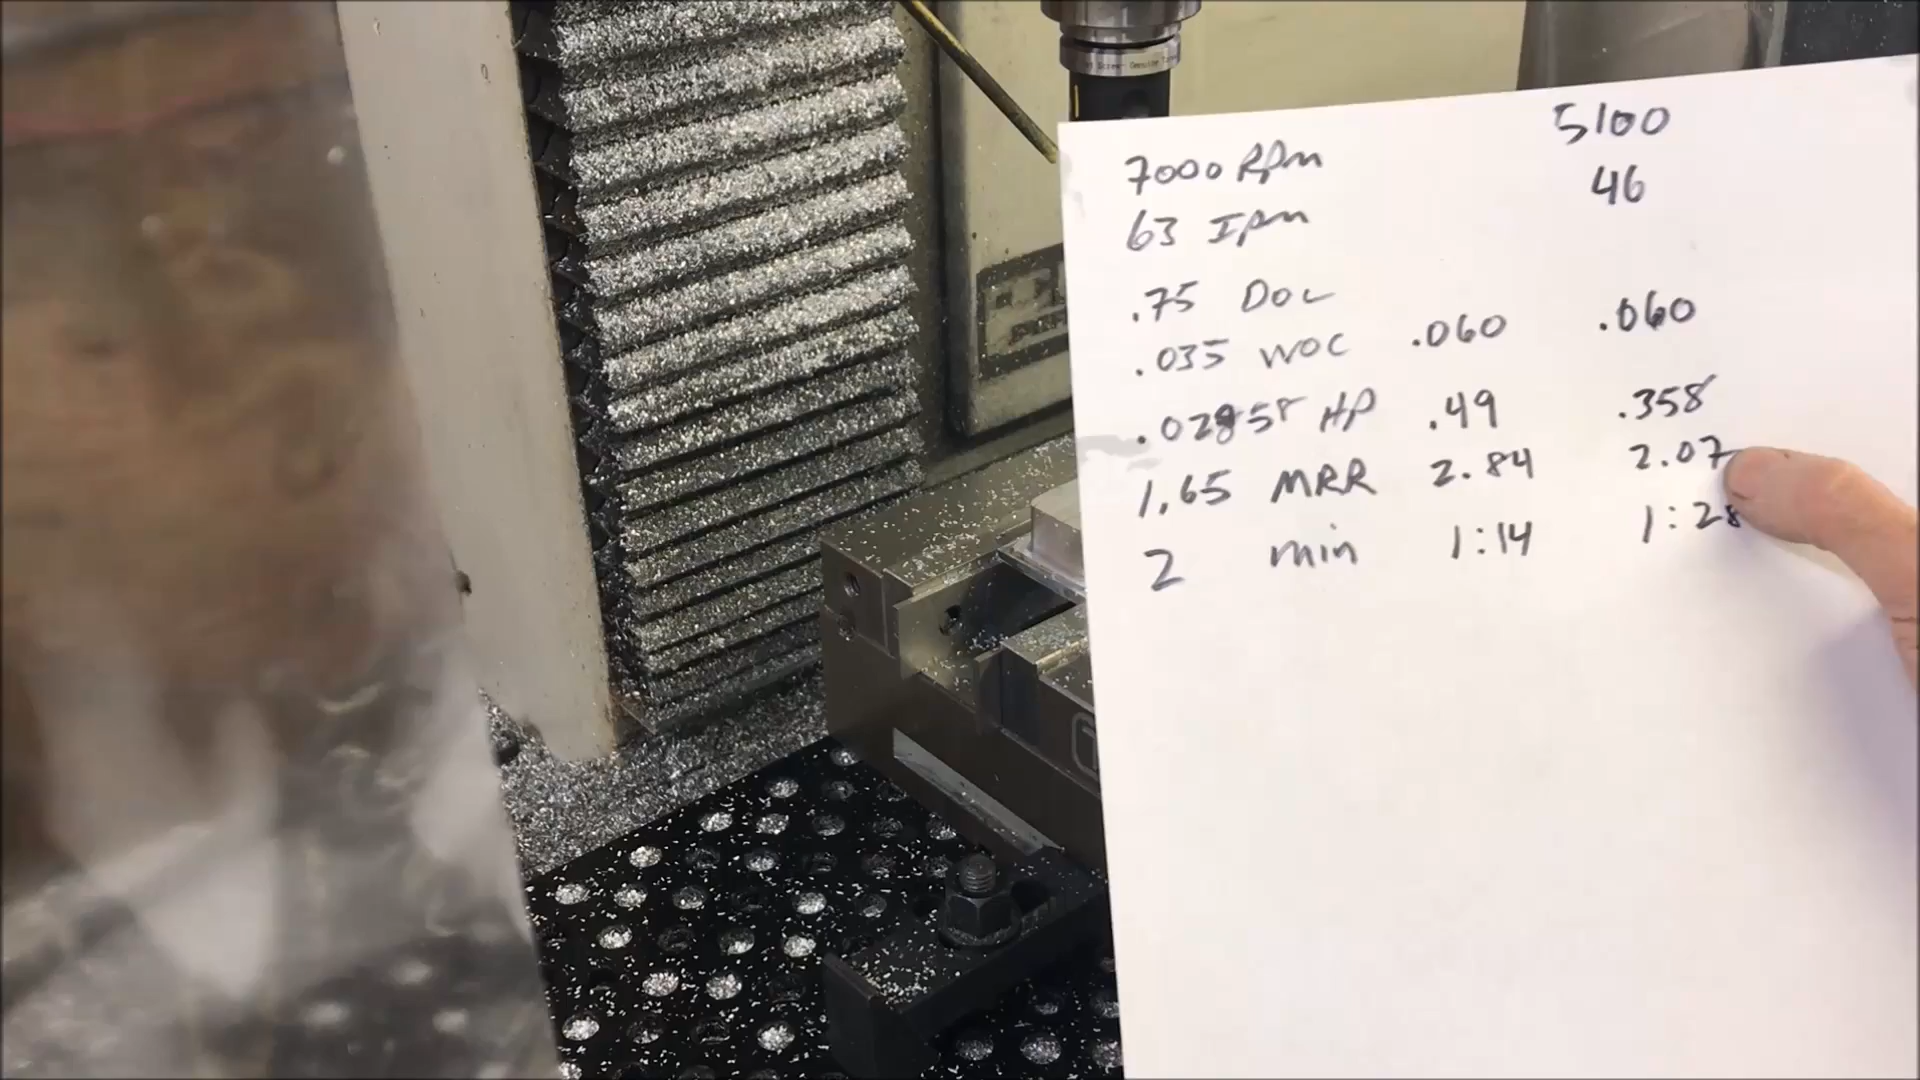 7000 RPM 5100
63 IPM 46
.75 DOC
.035 WOC .060 .060
HP .49 .358
1.65 MRR 2.84 2.07
2 min 1:14 1:28